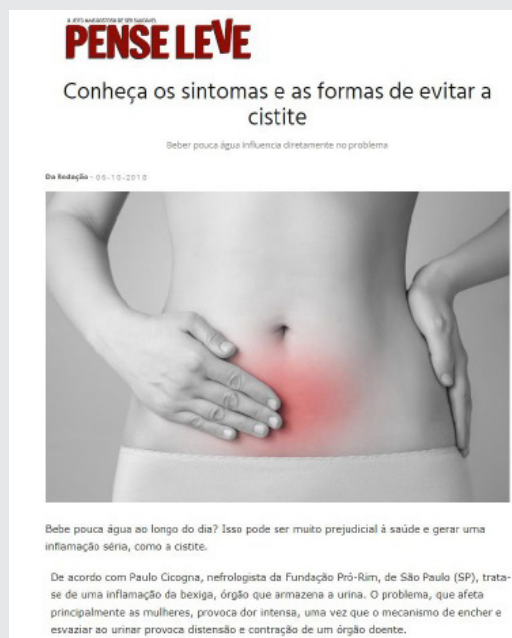 PENSE LEVE
Conheça os sintomas e as formas de evitar a
cistite
Beber pouca água influencia diretamente no problema
Da Redação - 06-10-2018
Bebe pouca água ao longo do dia? Isso pode ser muito prejudicial à saúde e gerar uma
inflamação séria, como a cistite.
De acordo com Paulo Cicogna, nefrologista da Fundação Pró-Rim, de São Paulo (SP), trata-
se de uma inflamação da bexiga, órgão que armazena a urina. O problema, que afeta
principalmente as mulheres, provoca dor intensa, uma vez que o mecanismo de encher e
esvaziar ao urinar provoca distensão e contração de um órgão doente.